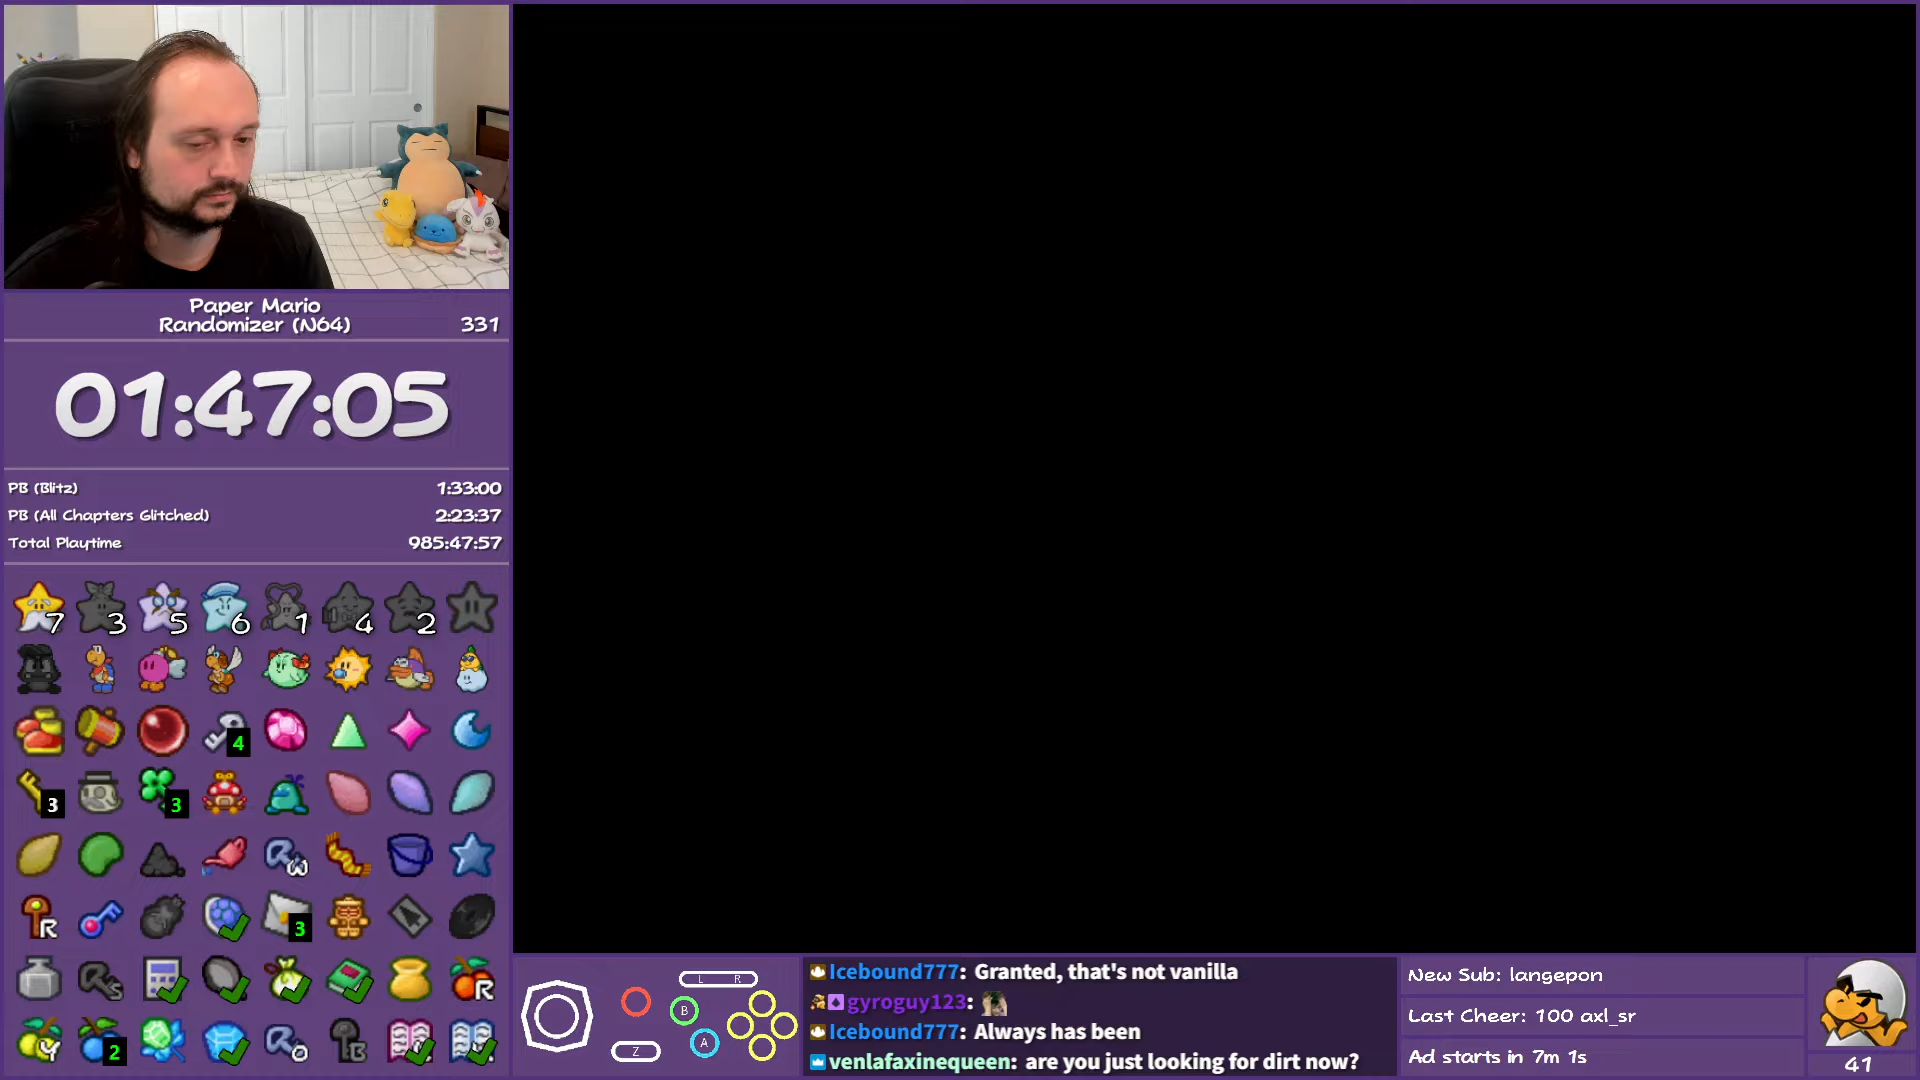 Paper Mario
Randomizer (N64)
331
01:47:05
PB (Blitz) 1:33:00
PB (All Chapters Glitched) 2:23:37
Total Playtime 985:47:57
7 3 5 6 1 4 2
4
3 3
W
R 3
S R
Y 2 O B
L R
B
Z A
Icebound777: Granted, that's not vanilla
gyroguy123:
Icebound777: Always has been
venlafaxinequeen: are you just looking for dirt now?
New Sub: langepon
Last Cheer: 100 axl_sr
Ad starts in 7m 1s
41